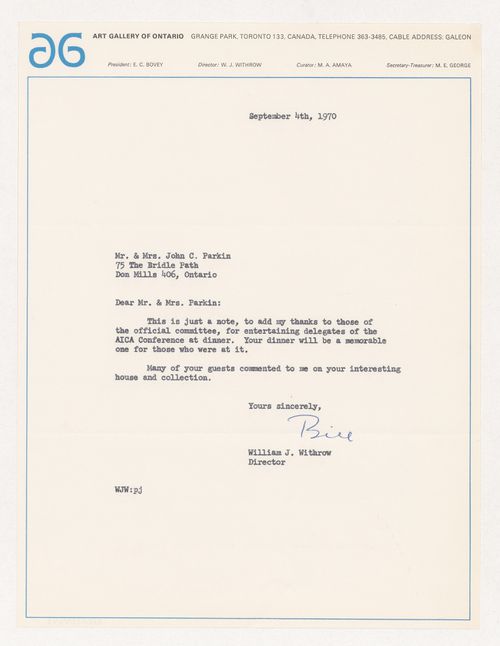 ag ART GALLERY OF ONTARIO GRANGE PARK, TORONTO 133, CANADA, TELEPHONE 363-3485, CABLE ADDRESS: GALEON
President: E. C. BOVEY Director: W. J. WITHROW Curator: M. A. AMAYA Secretary-Treasurer: M. E. GEORGE
September 4th, 1970
Mr. & Mrs. John C. Parkin
75 The Bridle Path
Don Mills 406, Ontario
Dear Mr. & Mrs. Parkin:
This is just a note, to add my thanks to those of
the official committee, for entertaining delegates of the
AICA Conference at dinner. Your dinner will be a memorable
one for those who were at it.
Many of your guests commented to me on your interesting
house and collection.
Yours sincerely,
Bill
William J. Withrow
Director
WJW:pj